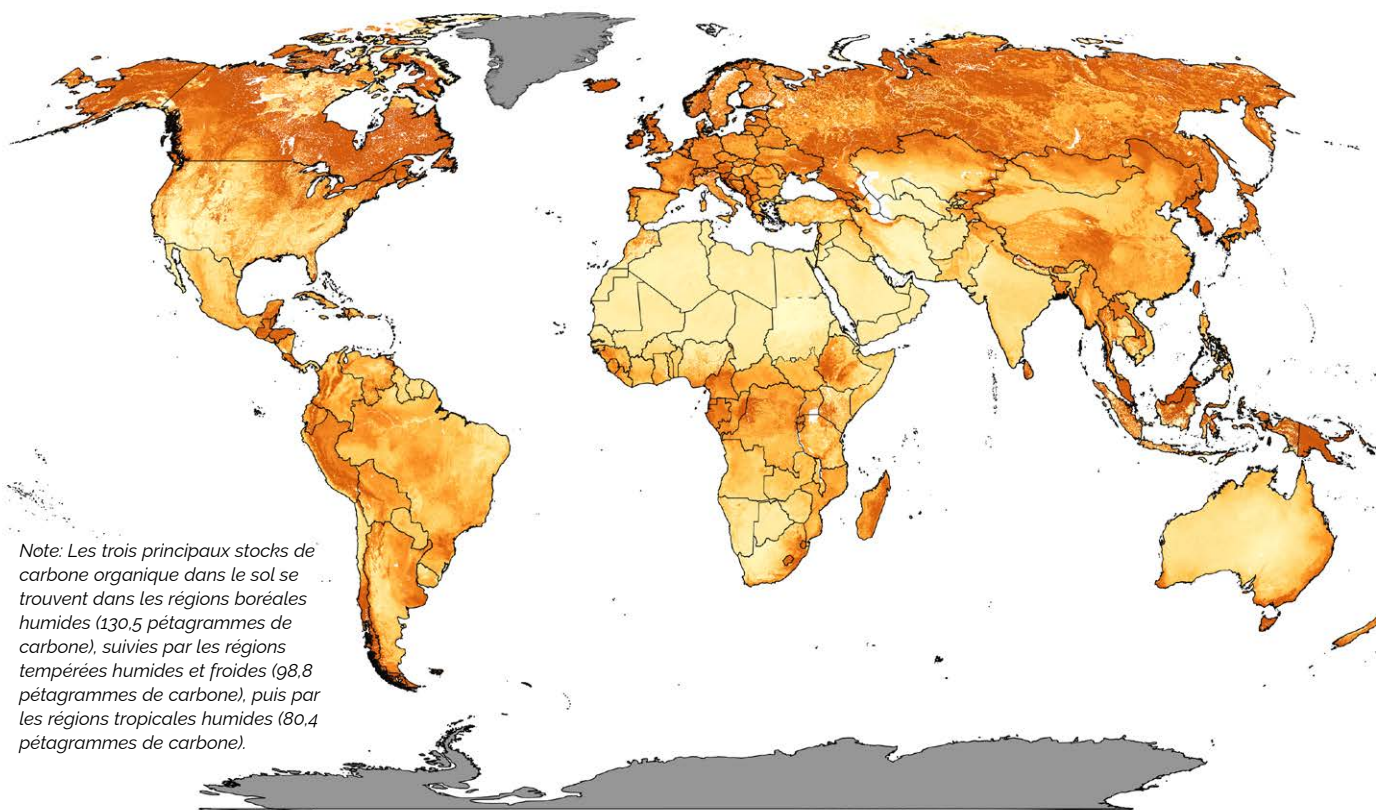 Note: Les trois principaux stocks de
carbone organique dans le sol se
trouvent dans les régions boréales
humides (130,5 pétagrammes de
carbone), suivies par les régions
tempérées humides et froides (98,8
pétagrammes de carbone), puis par
les régions tropicales humides (80,4
pétagrammes de carbone).